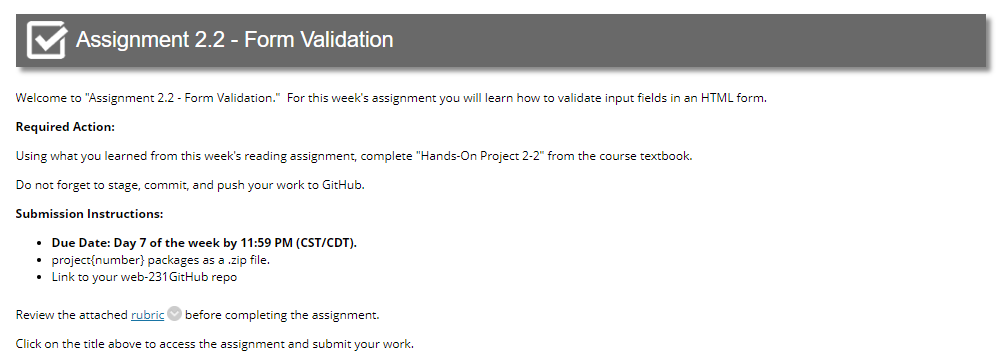 Assignment 2.2 - Form Validation
Welcome to "Assignment 2.2 - Form Validation."  For this week's assignment you will learn how to validate input fields in an HTML form.
Required Action:
Using what you learned from this week's reading assignment, complete "Hands-On Project 2-2" from the course textbook.
Do not forget to stage, commit, and push your work to GitHub.
Submission Instructions:
• Due Date: Day 7 of the week by 11:59 PM (CST/CDT).
• project{number} packages as a .zip file.
• Link to your web-231GitHub repo
Review the attached rubric before completing the assignment.
Click on the title above to access the assignment and submit your work.